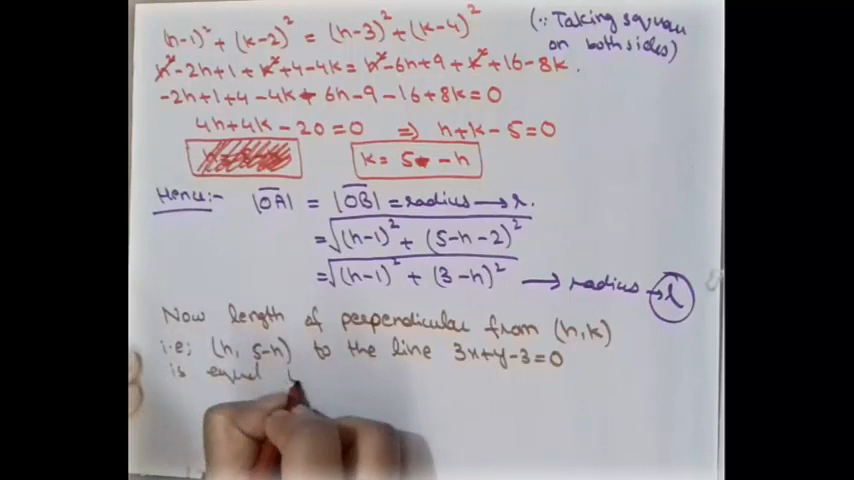 (h-1)² + (k-2)² = (h-3)² + (k-4)² (∵ Taking square
on both sides)
h²-2h+1+k²+4-4k = h²-6h+9+k²+16-8k.
-2h+1+4-4k+6h-9-16+8k=0
4h+4k-20=0 ⇒ h+k-5=0
k = 5-h
Hence:- |OA| = |OB| = radius → r.
= √(h-1)² + (5-h-2)²
= √(h-1)² + (3-h)² → radius → r
Now length of perpendicular from (h,k)
i.e; (h, 5-h) to the line 3x+y-3=0
is equal